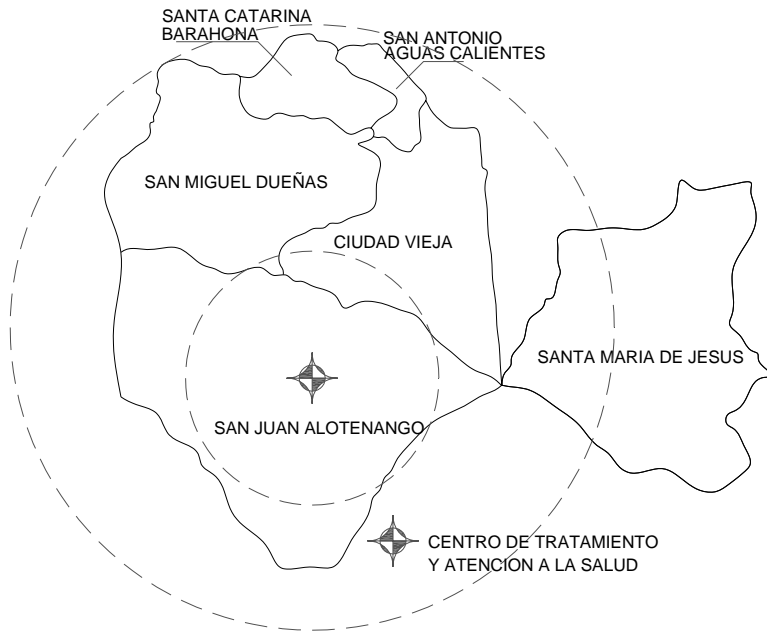 SANTA CATARINA
BARAHONA
SAN ANTONIO
AGUAS CALIENTES
SAN MIGUEL DUEÑAS
CIUDAD VIEJA
SANTA MARIA DE JESUS
SAN JUAN ALOTENANGO
CENTRO DE TRATAMIENTO
Y ATENCION A LA SALUD